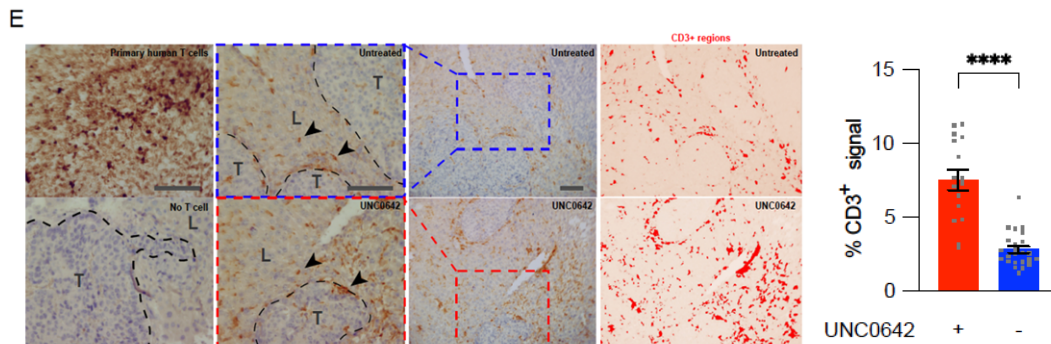 E
CD3+ regions
Primary human T cells
Untreated
Untreated
Untreated
T
L
T
T
No T cell
UNC0642
UNC0642
UNC0642
L
T
L
T
% CD3+ signal
15
10
5
0
****
UNC0642 + -